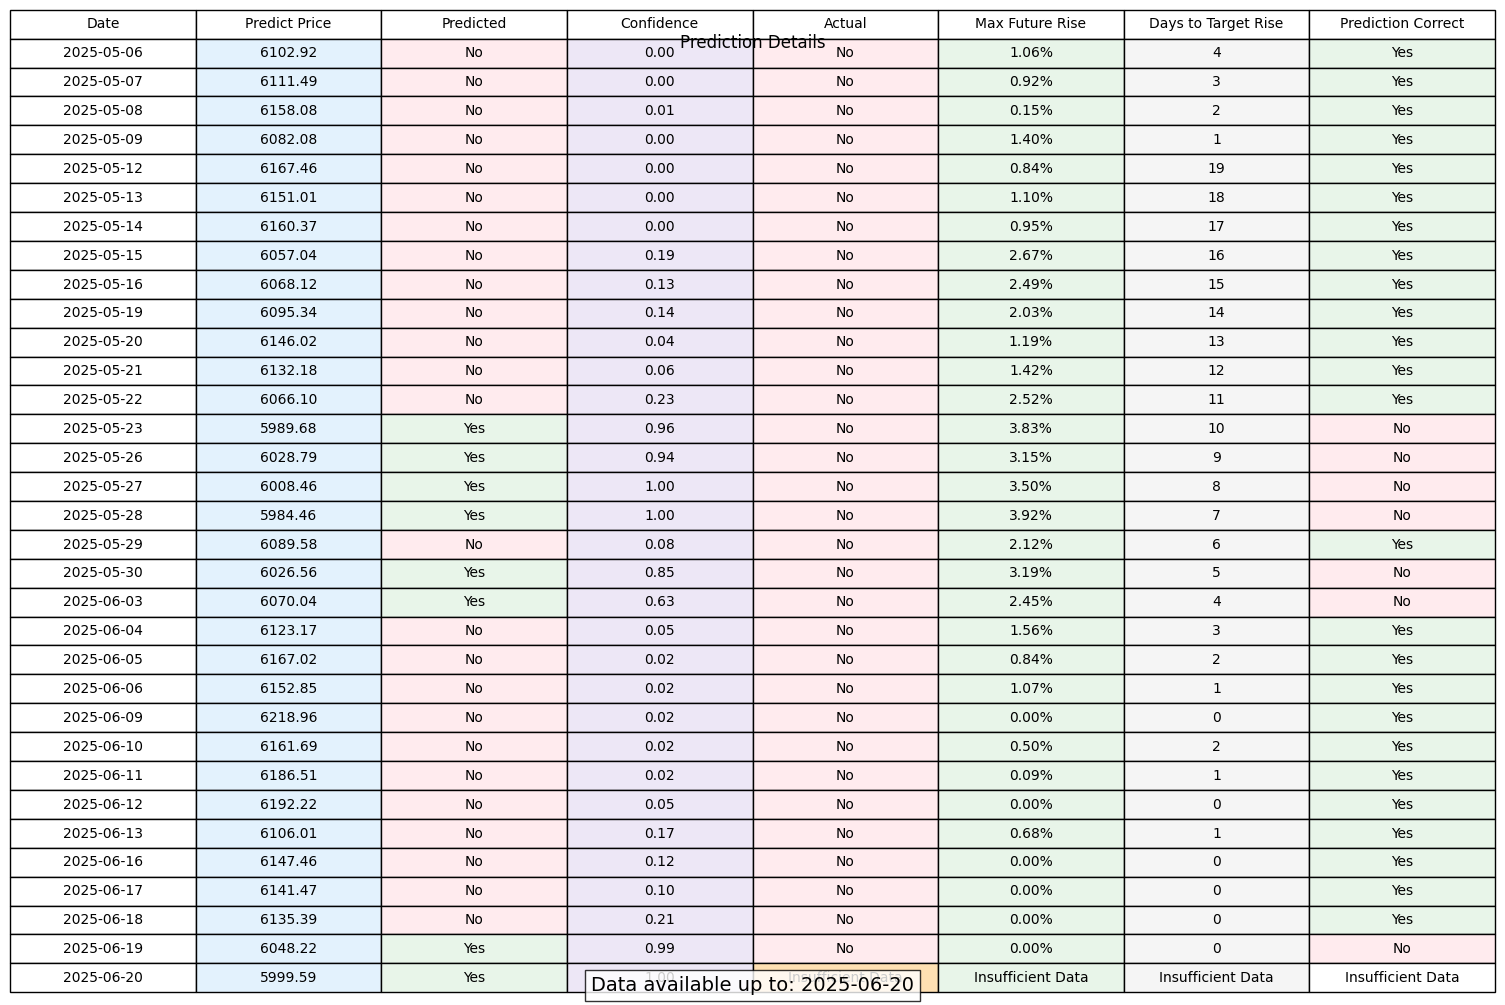 Date Predict Price Predicted Confidence Actual Max Future Rise Days to Target Rise Prediction Correct
Prediction Details
2025-05-06 6102.92 No 0.00 No 1.06% 4 Yes
2025-05-07 6111.49 No 0.00 No 0.92% 3 Yes
2025-05-08 6158.08 No 0.01 No 0.15% 2 Yes
2025-05-09 6082.08 No 0.00 No 1.40% 1 Yes
2025-05-12 6167.46 No 0.00 No 0.84% 19 Yes
2025-05-13 6151.01 No 0.00 No 1.10% 18 Yes
2025-05-14 6160.37 No 0.00 No 0.95% 17 Yes
2025-05-15 6057.04 No 0.19 No 2.67% 16 Yes
2025-05-16 6068.12 No 0.13 No 2.49% 15 Yes
2025-05-19 6095.34 No 0.14 No 2.03% 14 Yes
2025-05-20 6146.02 No 0.04 No 1.19% 13 Yes
2025-05-21 6132.18 No 0.06 No 1.42% 12 Yes
2025-05-22 6066.10 No 0.23 No 2.52% 11 Yes
2025-05-23 5989.68 Yes 0.96 No 3.83% 10 No
2025-05-26 6028.79 Yes 0.94 No 3.15% 9 No
2025-05-27 6008.46 Yes 1.00 No 3.50% 8 No
2025-05-28 5984.46 Yes 1.00 No 3.92% 7 No
2025-05-29 6089.58 No 0.08 No 2.12% 6 Yes
2025-05-30 6026.56 Yes 0.85 No 3.19% 5 No
2025-06-03 6070.04 Yes 0.63 No 2.45% 4 No
2025-06-04 6123.17 No 0.05 No 1.56% 3 Yes
2025-06-05 6167.02 No 0.02 No 0.84% 2 Yes
2025-06-06 6152.85 No 0.02 No 1.07% 1 Yes
2025-06-09 6218.96 No 0.02 No 0.00% 0 Yes
2025-06-10 6161.69 No 0.02 No 0.50% 2 Yes
2025-06-11 6186.51 No 0.02 No 0.09% 1 Yes
2025-06-12 6192.22 No 0.05 No 0.00% 0 Yes
2025-06-13 6106.01 No 0.17 No 0.68% 1 Yes
2025-06-16 6147.46 No 0.12 No 0.00% 0 Yes
2025-06-17 6141.47 No 0.10 No 0.00% 0 Yes
2025-06-18 6135.39 No 0.21 No 0.00% 0 Yes
2025-06-19 6048.22 Yes 0.99 No 0.00% 0 No
2025-06-20 5999.59 Yes 1.00 Insufficient Data Insufficient Data Insufficient Data Insufficient Data
Data available up to: 2025-06-20